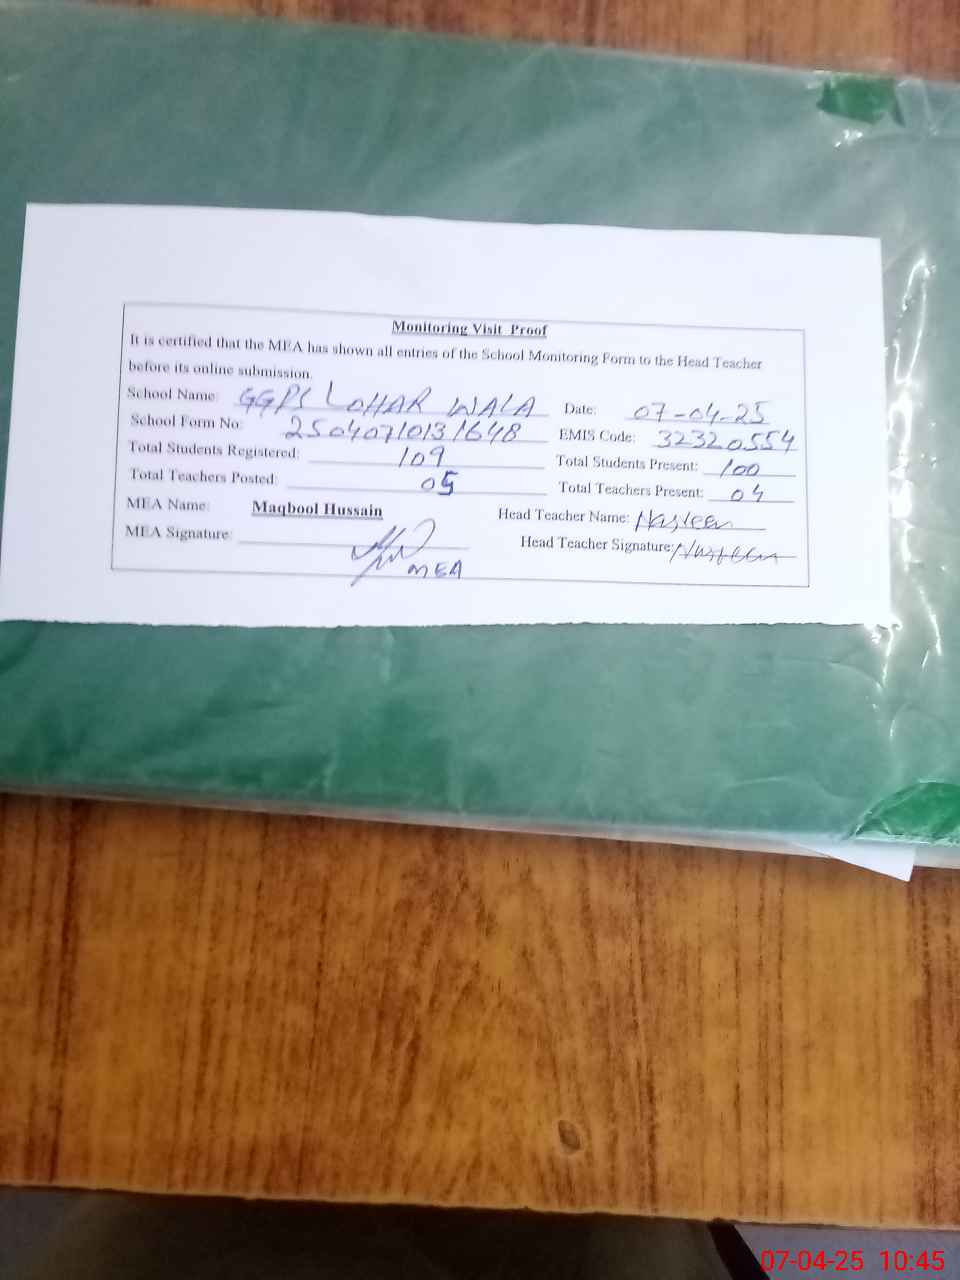 Monitoring Visit Proof
It is certified that the MEA has shown all entries of the School Monitoring Form to the Head Teacher
before its online submission.
School Name: GGPS LOHAR WALA Date: 07-04-25
School Form No: 2504071013 1648 EMIS Code: 32320554
Total Students Registered: 109 Total Students Present: 100
Total Teachers Posted: 05 Total Teachers Present: 04
MEA Name: Maqbool Hussain Head Teacher Name: Nasreen
MEA Signature: Head Teacher Signature: Nasreen
MEA
07-04-25 10:45